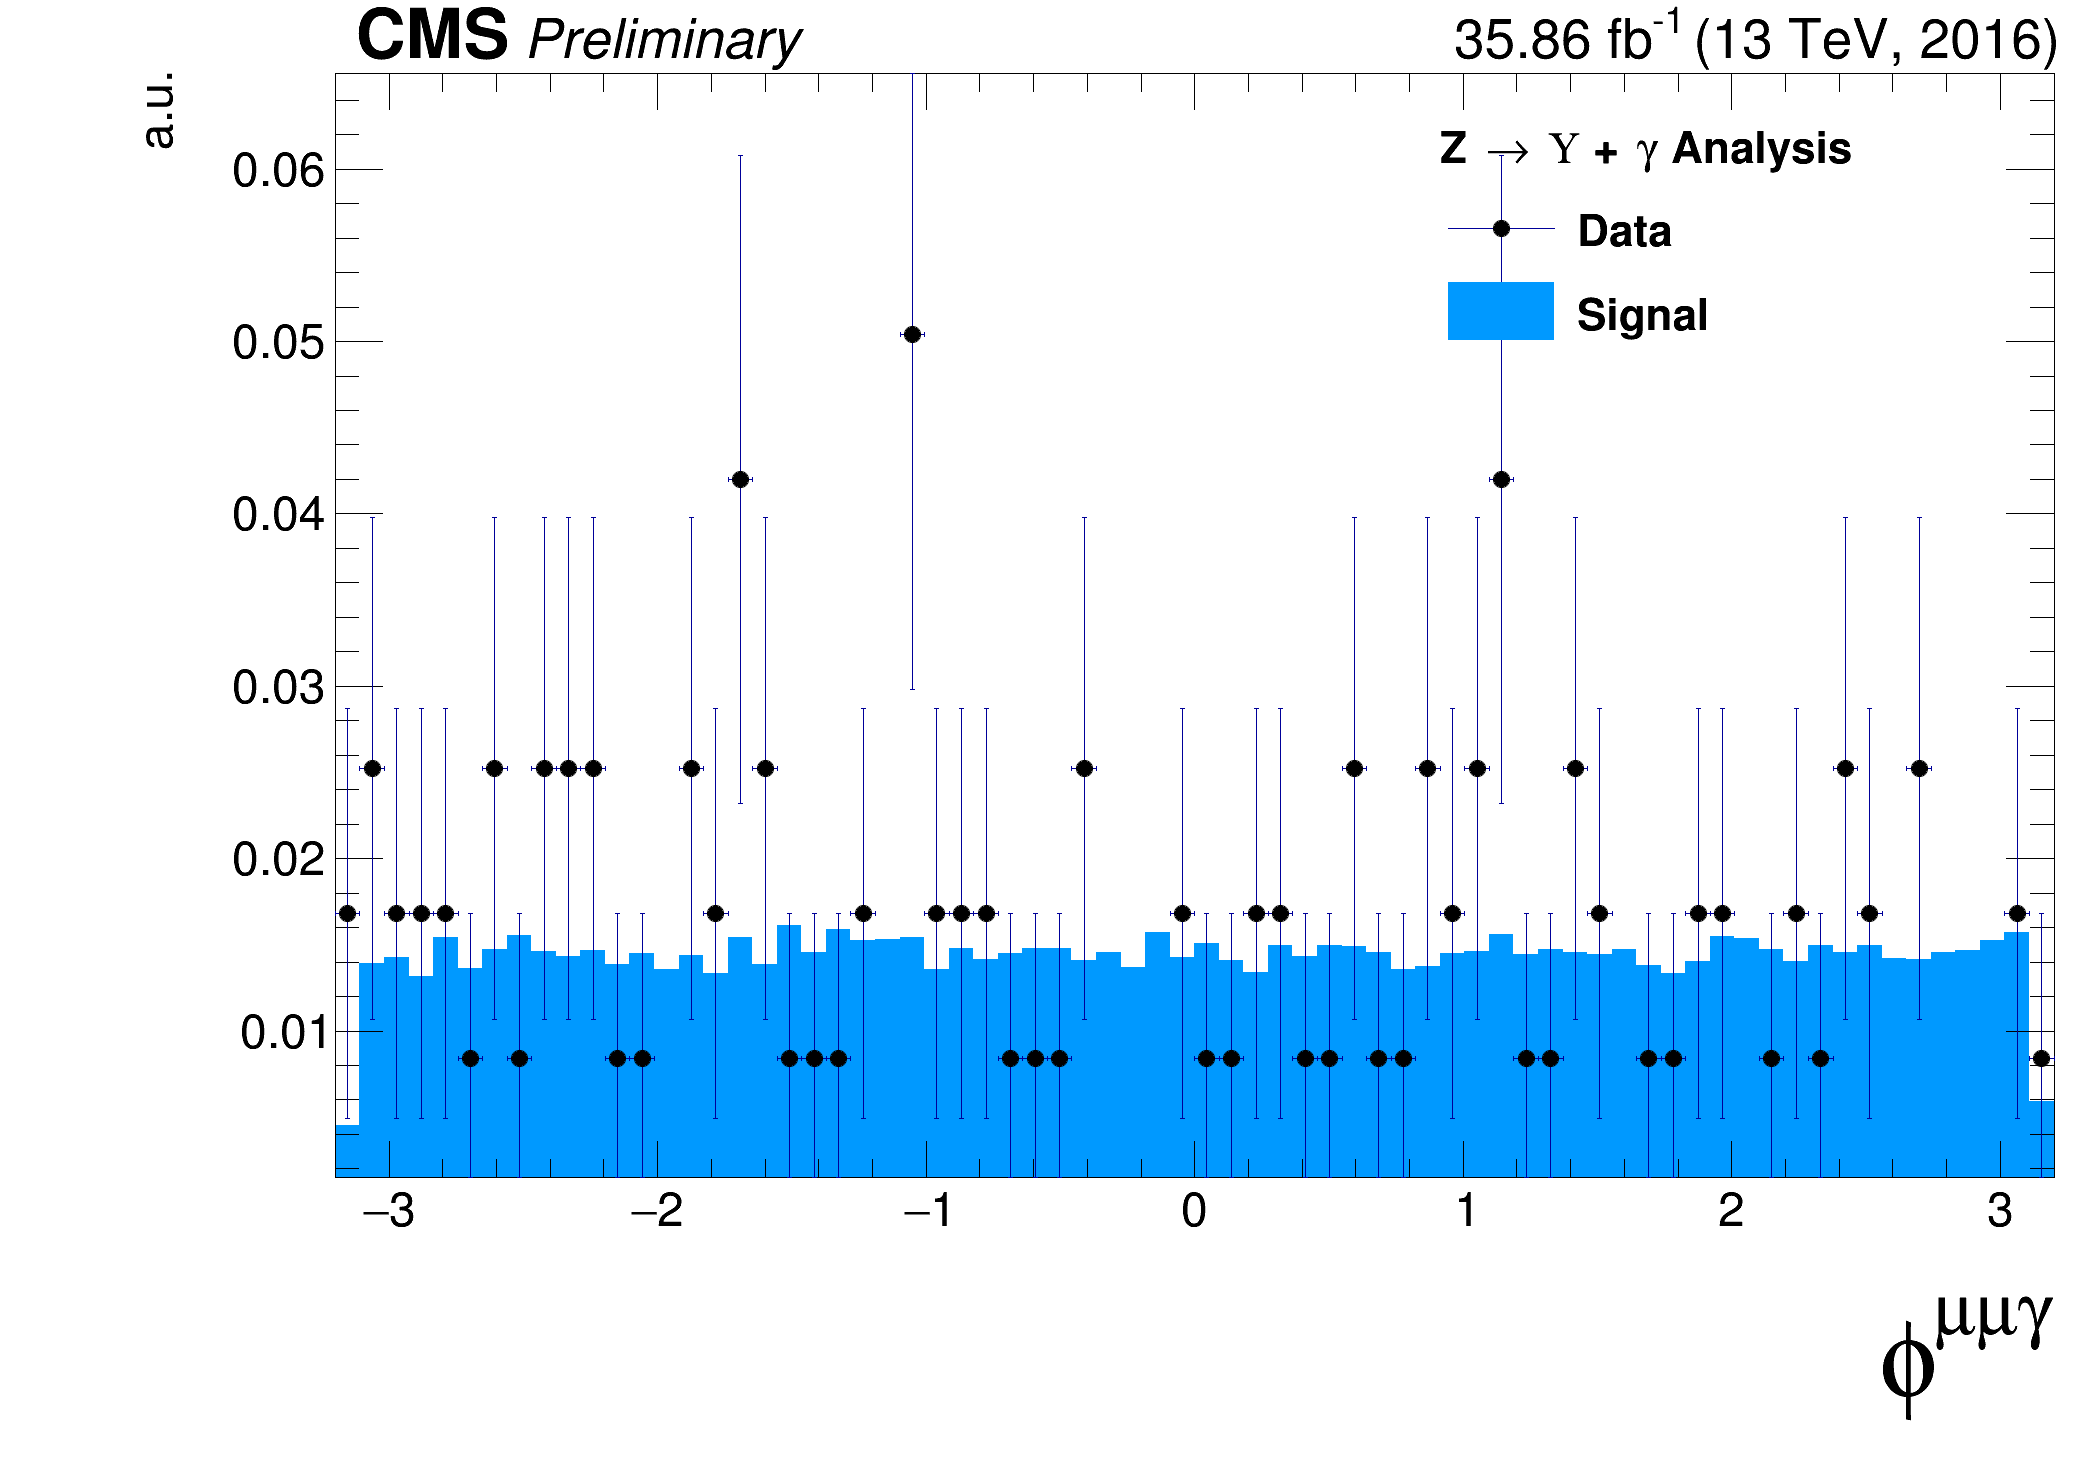 CMS Preliminary
35.86 fb⁻¹ (13 TeV, 2016)
a.u.
Z → Υ + γ Analysis
Data
Signal
0.06
0.05
0.04
0.03
0.02
0.01
−3 −2 −1 0 1 2 3
ϕ^μμγ